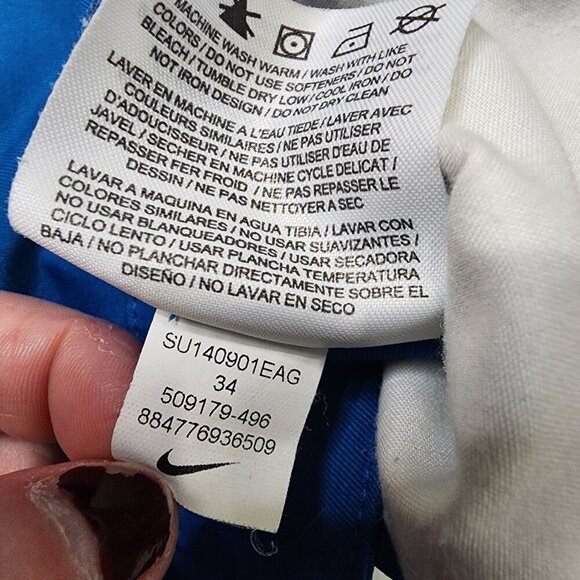 MACHINE WASH WARM / WASH WITH LIKE
COLORS / DO NOT USE SOFTENERS / DO NOT
BLEACH / TUMBLE DRY LOW / COOL IRON / DO
NOT IRON DESIGN / DO NOT DRY CLEAN
LAVER EN MACHINE A L'EAU TIEDE / LAVER AVEC
COULEURS SIMILAIRES / NE PAS UTILISER
D'ADOUCISSEUR / NE PAS UTILISER D'EAU DE
JAVEL / SECHER EN MACHINE CYCLE DELICAT /
REPASSER FER FROID / NE PAS REPASSER LE
DESSIN / NE PAS NETTOYER A SEC
LAVAR A MAQUINA EN AGUA TIBIA / LAVAR CON
COLORES SIMILARES / NO USAR SUAVIZANTES /
NO USAR BLANQUEADORES / USAR SECADORA
CICLO LENTO / USAR PLANCHA TEMPERATURA
BAJA / NO PLANCHAR DIRECTAMENTE SOBRE EL
DISEÑO / NO LAVAR EN SECO
SU140901EAG
34
509179-496
884776936509